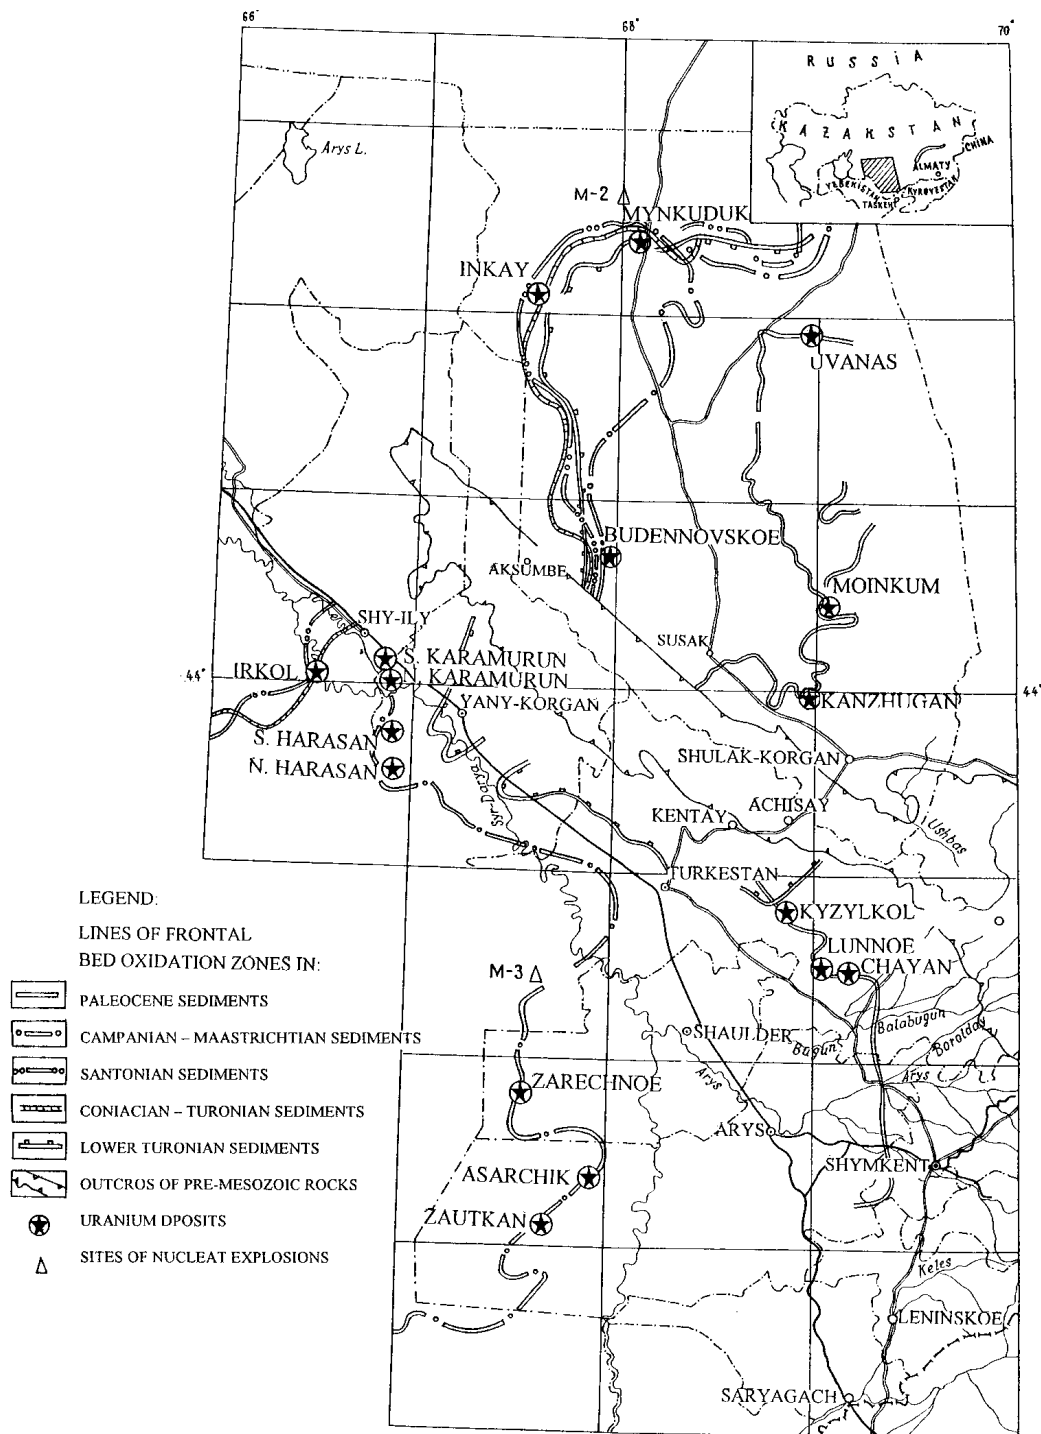 66°
68°
70°
RUSSIA
KAZAKSTAN
CHINA
ALMATY
KYRGYZSTAN
TASKENT
Arys L.
M-2
MYNKUDUK
INKAY
UVANAS
BUDENNOVSKOE
AKSUMBE
MOINKUM
SHY-ILY
SUSAK
S. KARAMURUN
IRKOL
N. KARAMURUN
44°
44°
KANZHUGAN
YANY-KORGAN
S. HARASAN
SHULAK-KORGAN
N. HARASAN
Syr-Darya
ACHISAY
KENTAY
Ushbas
TURKESTAN
KYZYLKOL
LUNNOE
CHAYAN
M-3
Balabugun
SHAULDER
Bugun
Boralday
Arys
Arys
ZARECHNOE
ARYS
SHYMKENT
ASARCHIK
ZAUTKAN
Keles
LENINSKOE
SARYAGACH
LEGEND:
LINES OF FRONTAL
BED OXIDATION ZONES IN:
PALEOCENE SEDIMENTS
CAMPANIAN – MAASTRICHTIAN SEDIMENTS
SANTONIAN SEDIMENTS
CONIACIAN – TURONIAN SEDIMENTS
LOWER TURONIAN SEDIMENTS
OUTCROS OF PRE-MESOZOIC ROCKS
URANIUM DPOSITS
SITES OF NUCLEAT EXPLOSIONS